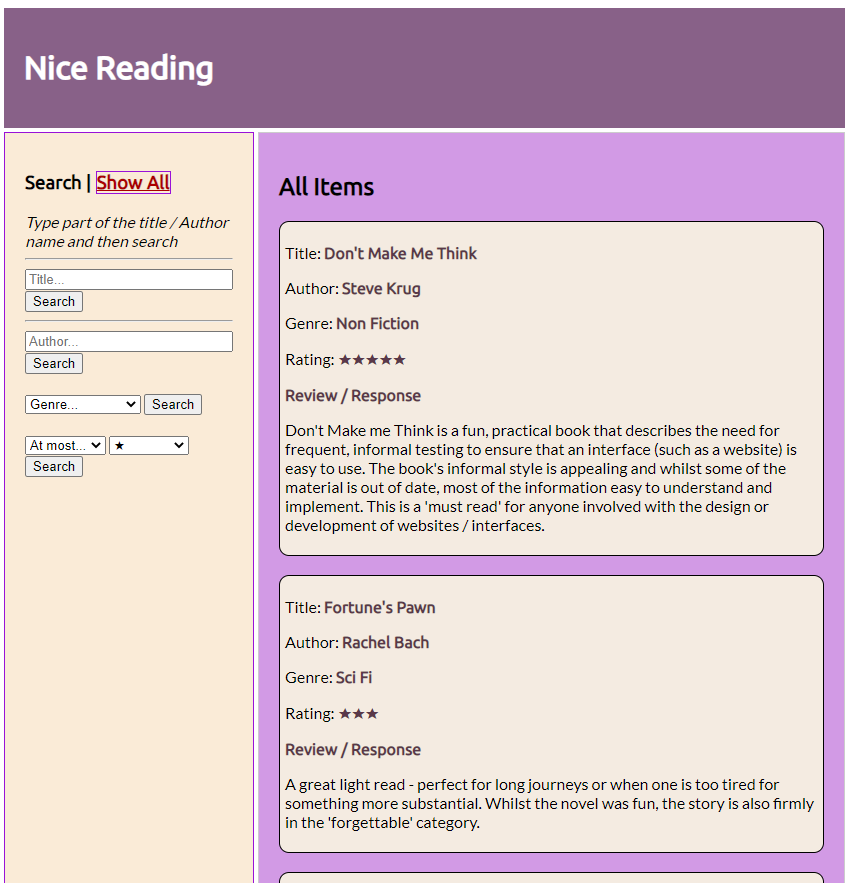 Nice Reading
Search | Show All
Type part of the title / Author
name and then search
Title...
Search
Author...
Search
Genre... Search
At most... ★
Search
All Items
Title: Don't Make Me Think
Author: Steve Krug
Genre: Non Fiction
Rating: ★★★★★
Review / Response
Don't Make me Think is a fun, practical book that describes the need for
frequent, informal testing to ensure that an interface (such as a website) is
easy to use. The book's informal style is appealing and whilst some of the
material is out of date, most of the information easy to understand and
implement. This is a 'must read' for anyone involved with the design or
development of websites / interfaces.
Title: Fortune's Pawn
Author: Rachel Bach
Genre: Sci Fi
Rating: ★★★
Review / Response
A great light read - perfect for long journeys or when one is too tired for
something more substantial. Whilst the novel was fun, the story is also firmly
in the 'forgettable' category.